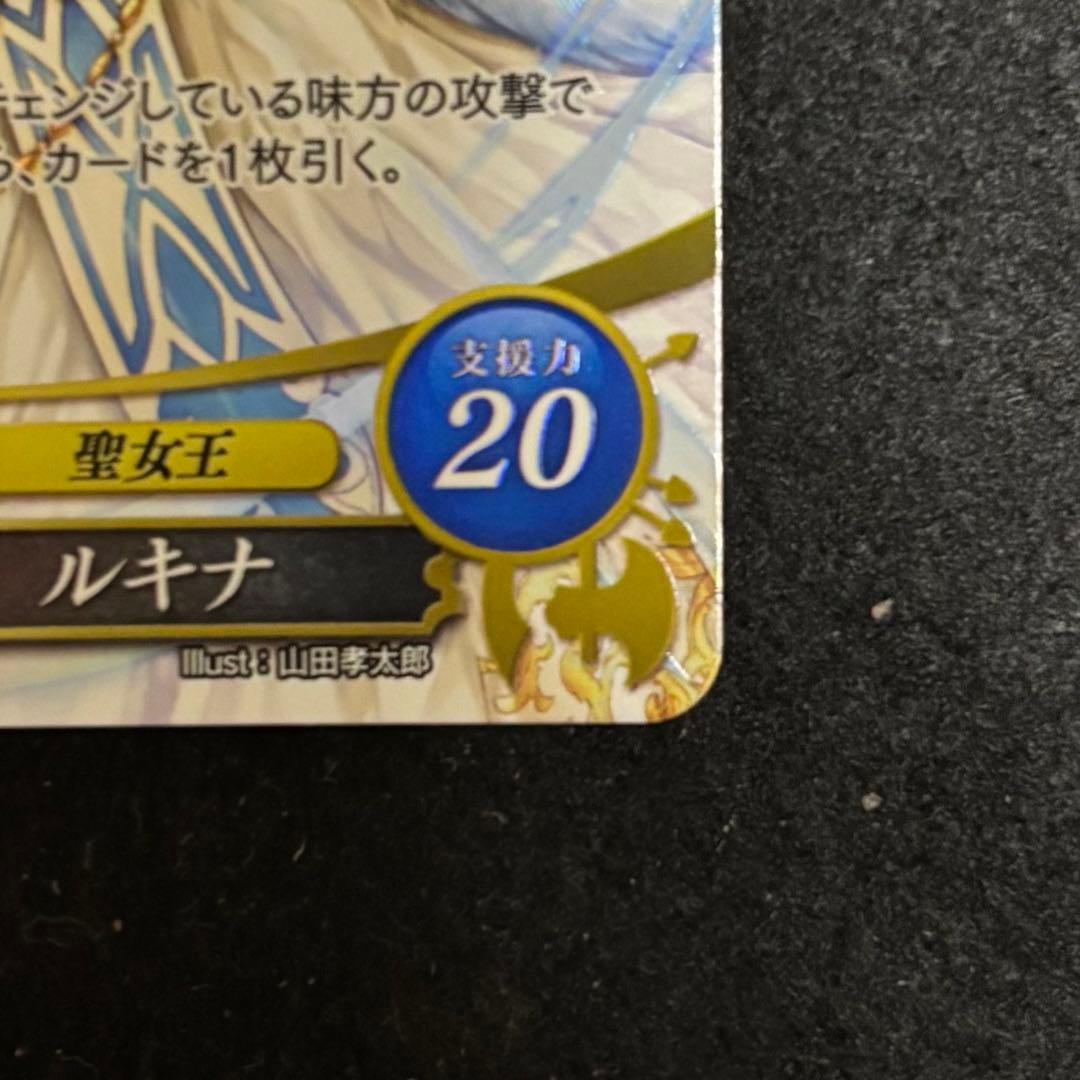 チェンジしている味方の攻撃で
ら、カードを1枚引く。
支援力
20
聖女王
ルキナ
Illust：山田孝太郎